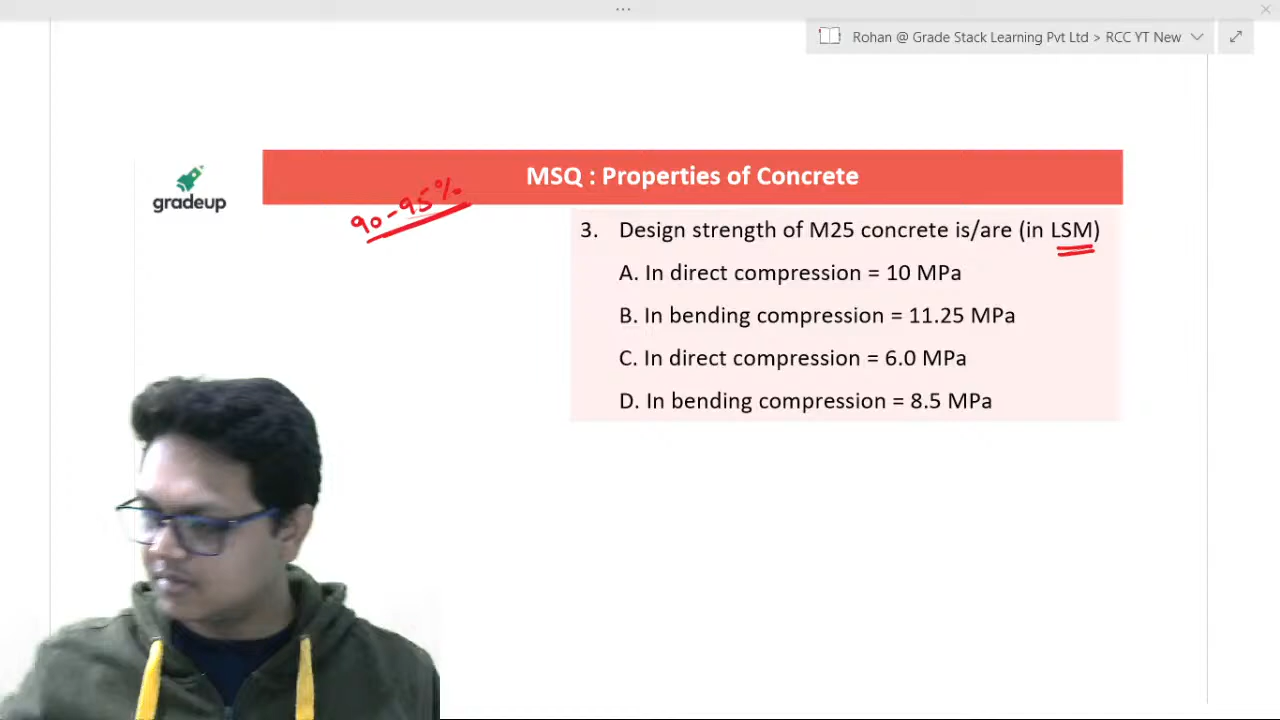 ...
Rohan @ Grade Stack Learning Pvt Ltd > RCC YT New
gradeup
MSQ : Properties of Concrete
90-95%
3. Design strength of M25 concrete is/are (in LSM)
A. In direct compression = 10 MPa
B. In bending compression = 11.25 MPa
C. In direct compression = 6.0 MPa
D. In bending compression = 8.5 MPa